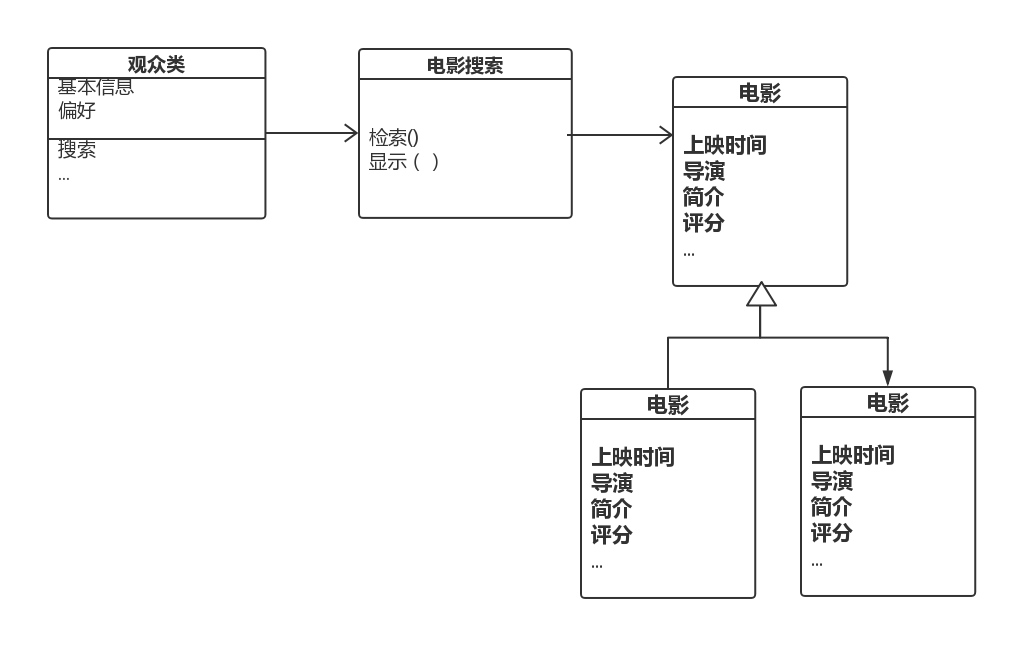 观众类
基本信息
偏好
搜索
...
电影搜索
检索()
显示 ( )
电影
上映时间
导演
简介
评分
...
电影
上映时间
导演
简介
评分
...
电影
上映时间
导演
简介
评分
...